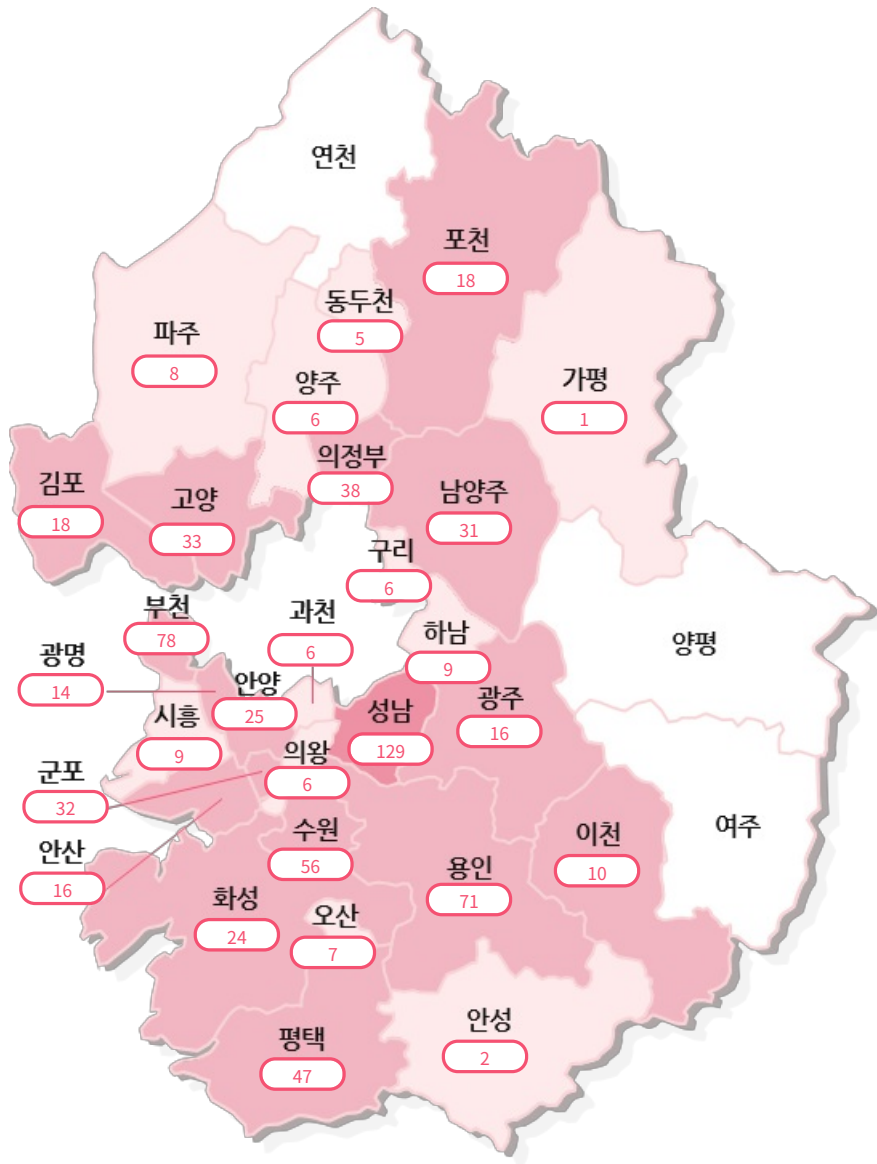 연천
포천
18
동두천
5
파주
8
양주
6
가평
1
의정부
38
김포
18
고양
33
남양주
31
구리
6
부천
78
과천
6
하남
9
양평
광명
14
안양
25
성남
129
광주
16
시흥
9
의왕
6
군포
32
수원
56
이천
10
여주
안산
16
용인
71
화성
24
오산
7
안성
2
평택
47